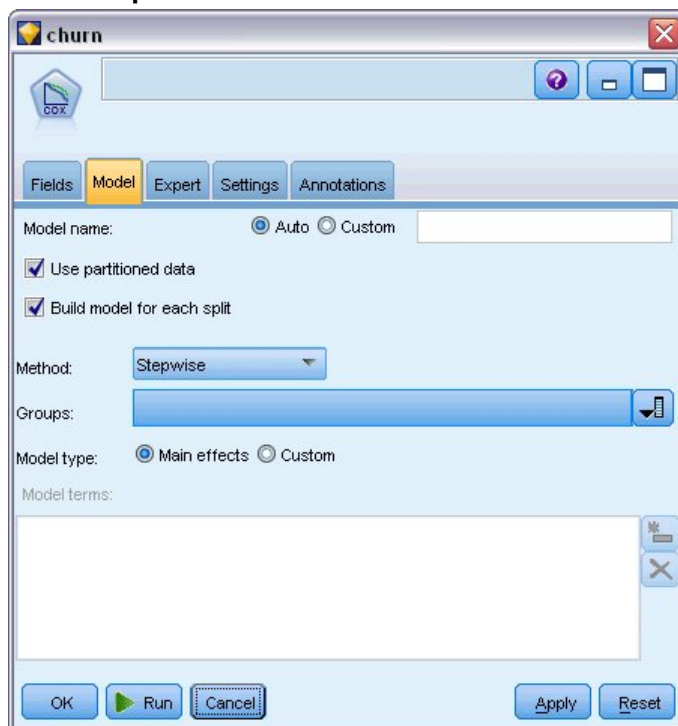 churn
COX
Fields Model Expert Settings Annotations
Model name: Auto Custom
Use partitioned data
Build model for each split
Method: Stepwise
Groups:
Model type: Main effects Custom
Model terms:
OK Run Cancel Apply Reset